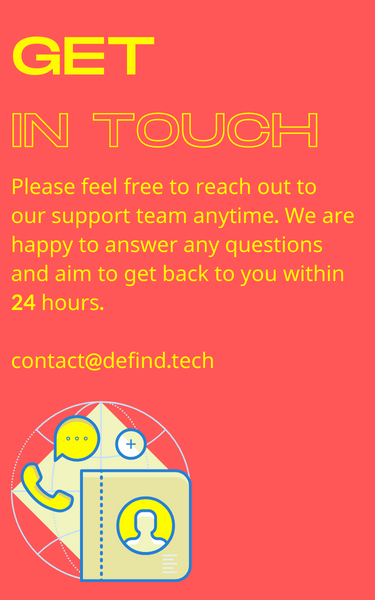 GET
IN TOUCH
Please feel free to reach out to
our support team anytime. We are
happy to answer any questions
and aim to get back to you within
24 hours.
contact@defind.tech